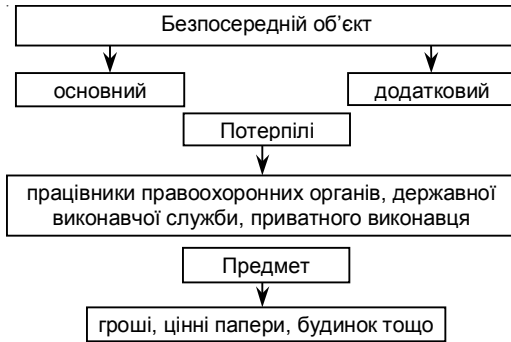 Безпосередній об’єкт
основний
додатковий
Потерпілі
працівники правоохоронних органів, державної
виконавчої служби, приватного виконавця
Предмет
гроші, цінні папери, будинок тощо